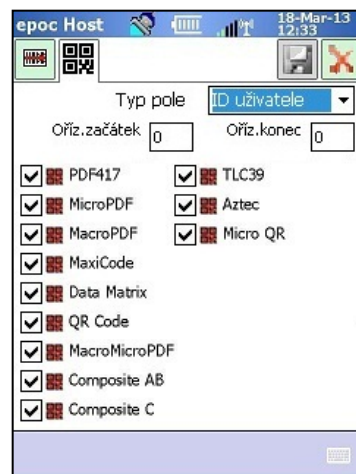 epoc Host 18-Mar-13
12:33
Typ pole ID uživatele
Oříz.začátek 0 Oříz.konec 0
PDF417 TLC39
MicroPDF Aztec
MacroPDF Micro QR
MaxiCode
Data Matrix
QR Code
MacroMicroPDF
Composite AB
Composite C